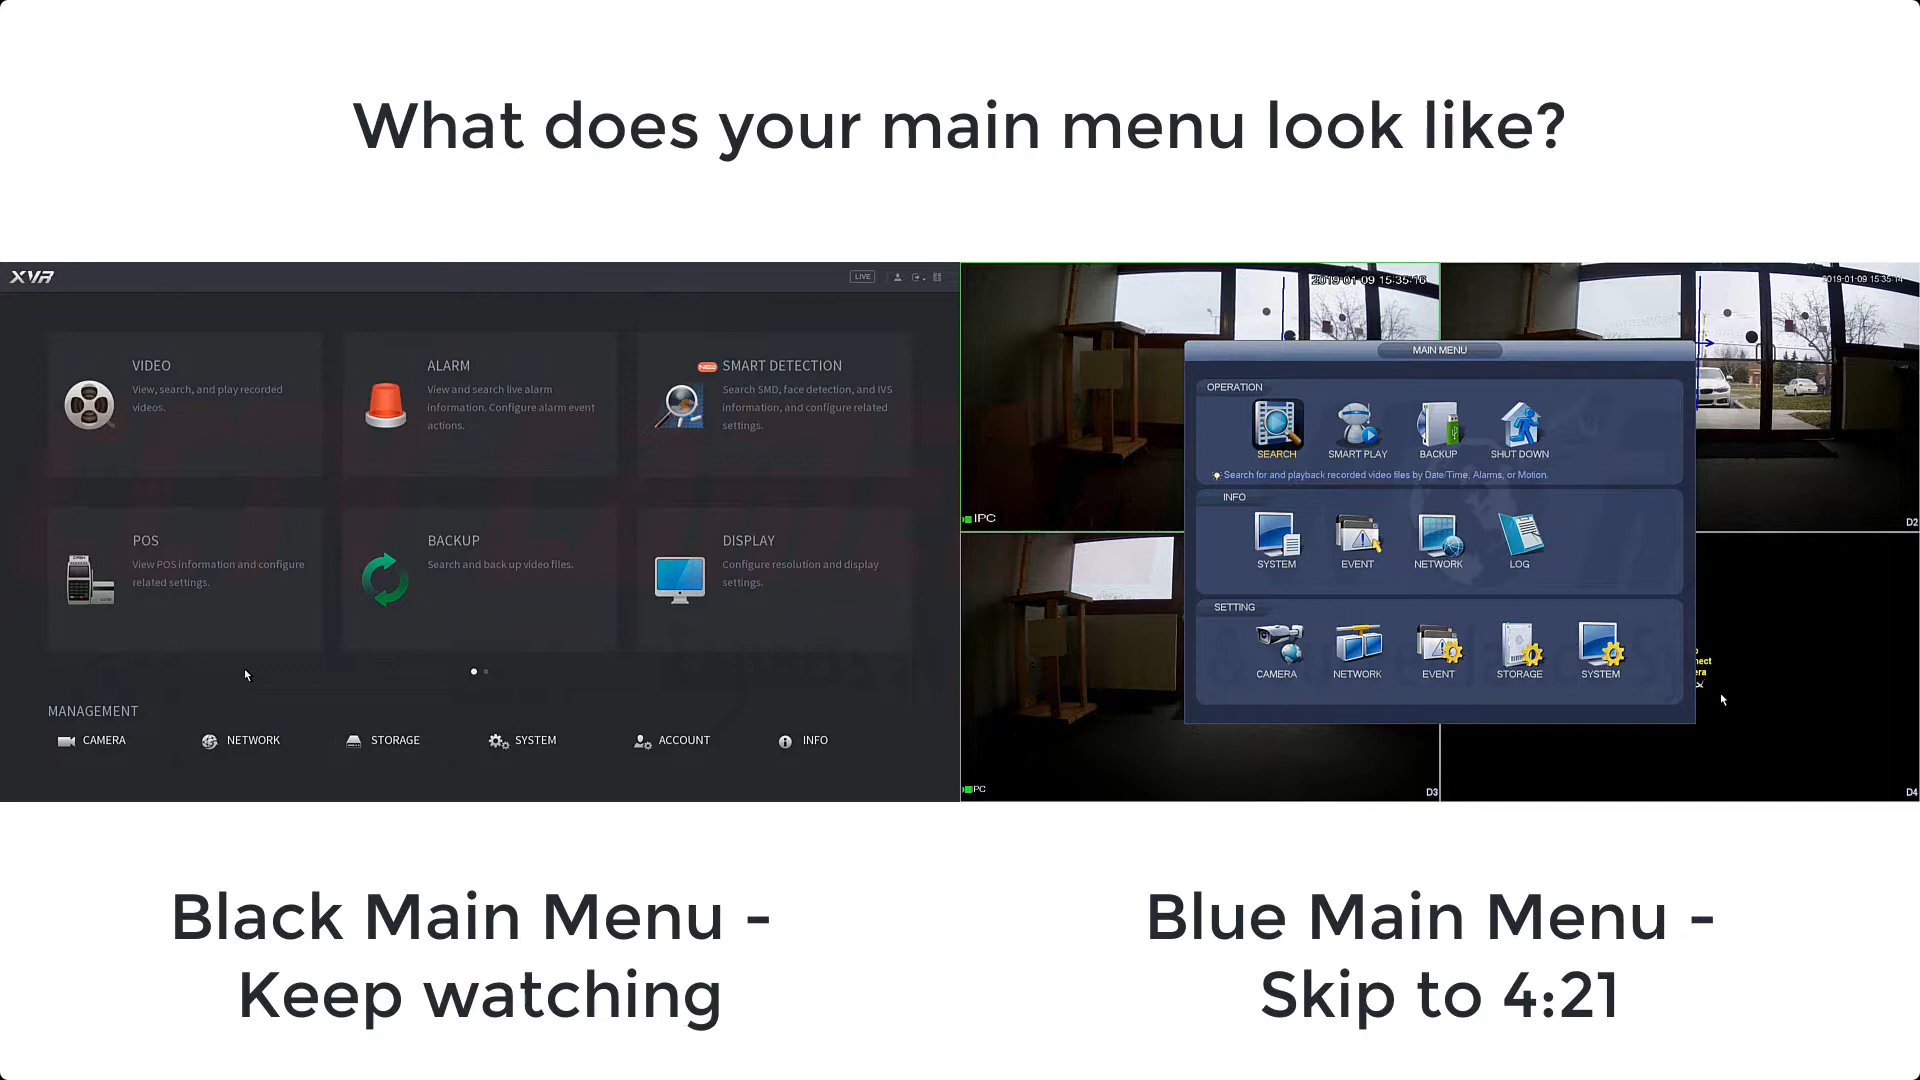 What does your main menu look like?
XVR
LIVE
VIDEO
View, search, and play recorded
videos.
ALARM
View and search live alarm
information. Configure alarm event
actions.
NEW
SMART DETECTION
Search SMD, face detection, and IVS
information, and configure related
settings.
POS
View POS information and configure
related settings.
BACKUP
Search and back up video files.
DISPLAY
Configure resolution and display
settings.
MANAGEMENT
CAMERA
NETWORK
STORAGE
SYSTEM
ACCOUNT
INFO
2019-01-09 15:35:16
2019-01-09 15:35:14
MAIN MENU
OPERATION
SEARCH
SMART PLAY
BACKUP
SHUT DOWN
Search for and playback recorded video files by Date/Time, Alarms, or Motion.
INFO
SYSTEM
EVENT
NETWORK
LOG
SETTING
CAMERA
NETWORK
EVENT
STORAGE
SYSTEM
IPC
D2
IPC
D3
D4
Black Main Menu -
Keep watching
Blue Main Menu -
Skip to 4:21